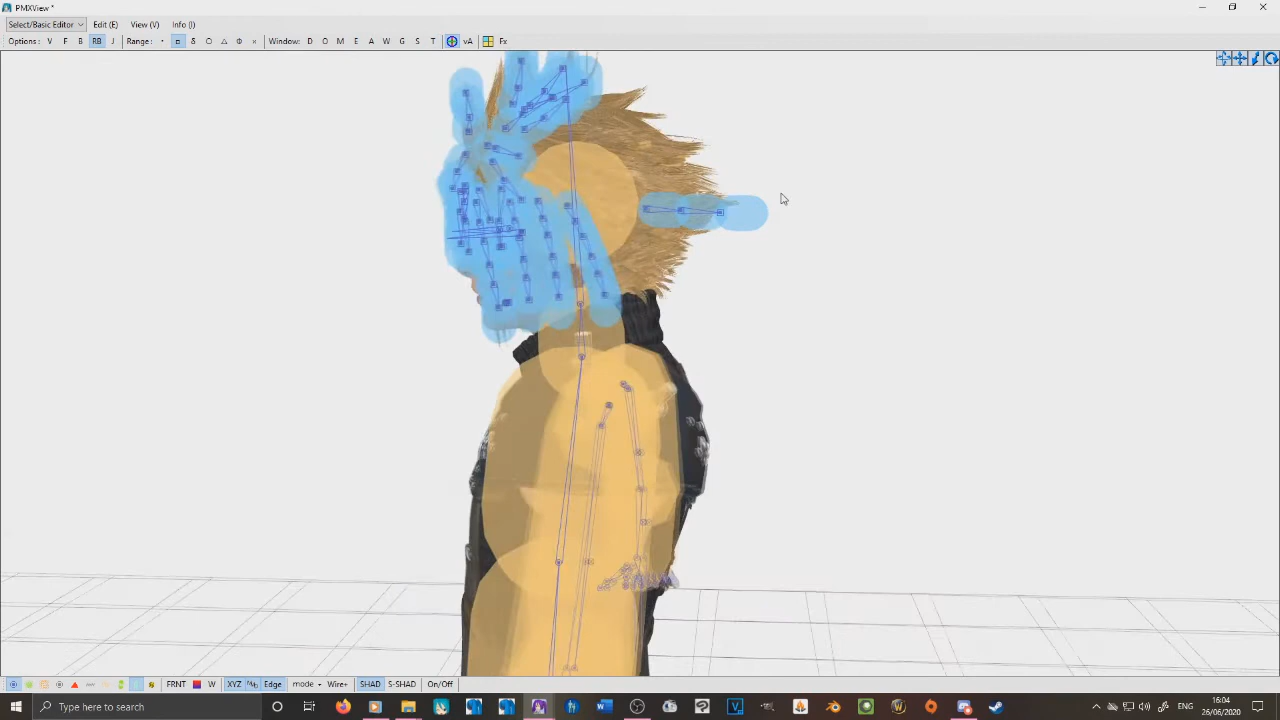 PMXView *
Select/Basic Editor Edit (E) View (V) Info (I)
Options: V F B RB J Range: Window: D O M E A W G S T vA Fx
FRNT W XYZ Edge mode Wire+ SHAD S-SHAD On/Off
Type here to search
ENG
16:04
26/06/2020